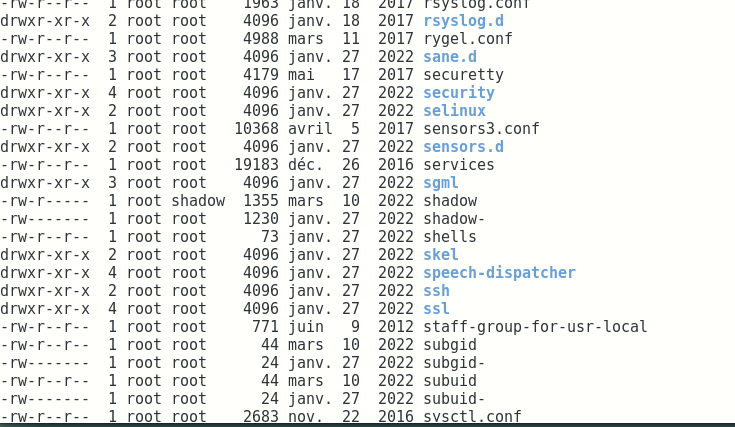 -rw-r--r--  1 root root    1963 janv. 18  2017 rsyslog.conf
drwxr-xr-x  2 root root    4096 janv. 18  2017 rsyslog.d
-rw-r--r--  1 root root    4988 mars  11  2017 rygel.conf
drwxr-xr-x  3 root root    4096 janv. 27  2022 sane.d
-rw-r--r--  1 root root    4179 mai   17  2017 securetty
drwxr-xr-x  4 root root    4096 janv. 27  2022 security
drwxr-xr-x  2 root root    4096 janv. 27  2022 selinux
-rw-r--r--  1 root root   10368 avril  5  2017 sensors3.conf
drwxr-xr-x  2 root root    4096 janv. 27  2022 sensors.d
-rw-r--r--  1 root root   19183 déc.  26  2016 services
drwxr-xr-x  3 root root    4096 janv. 27  2022 sgml
-rw-r-----  1 root shadow  1355 mars  10  2022 shadow
-rw-------  1 root root    1230 janv. 27  2022 shadow-
-rw-r--r--  1 root root      73 janv. 27  2022 shells
drwxr-xr-x  2 root root    4096 janv. 27  2022 skel
drwxr-xr-x  4 root root    4096 janv. 27  2022 speech-dispatcher
drwxr-xr-x  2 root root    4096 janv. 27  2022 ssh
drwxr-xr-x  4 root root    4096 janv. 27  2022 ssl
-rw-r--r--  1 root root     771 juin   9  2012 staff-group-for-usr-local
-rw-r--r--  1 root root      44 mars  10  2022 subgid
-rw-------  1 root root      24 janv. 27  2022 subgid-
-rw-r--r--  1 root root      44 mars  10  2022 subuid
-rw-------  1 root root      24 janv. 27  2022 subuid-
-rw-r--r--  1 root root    2683 nov.  22  2016 sysctl.conf